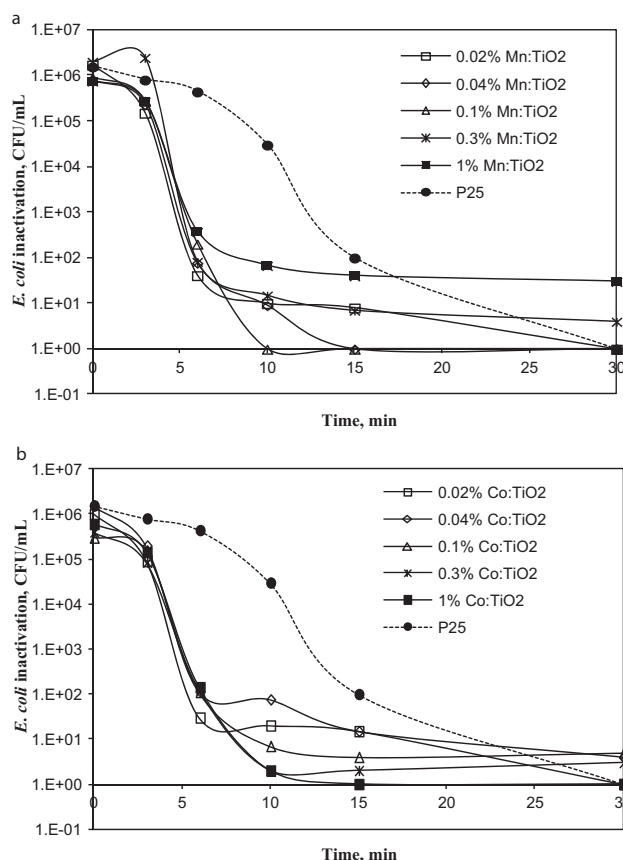 a
1.E+07
1.E+06
1.E+05
1.E+04
1.E+03
1.E+02
1.E+01
1.E+00
1.E-01
E. coli inactivation, CFU/mL
0.02% Mn:TiO2
0.04% Mn:TiO2
0.1% Mn:TiO2
0.3% Mn:TiO2
1% Mn:TiO2
P25
0 5 10 15 20 25 30
Time, min
b
1.E+07
1.E+06
1.E+05
1.E+04
1.E+03
1.E+02
1.E+01
1.E+00
1.E-01
E. coli inactivation, CFU/mL
0.02% Co:TiO2
0.04% Co:TiO2
0.1% Co:TiO2
0.3% Co:TiO2
1% Co:TiO2
P25
0 5 10 15 20 25 30
Time, min